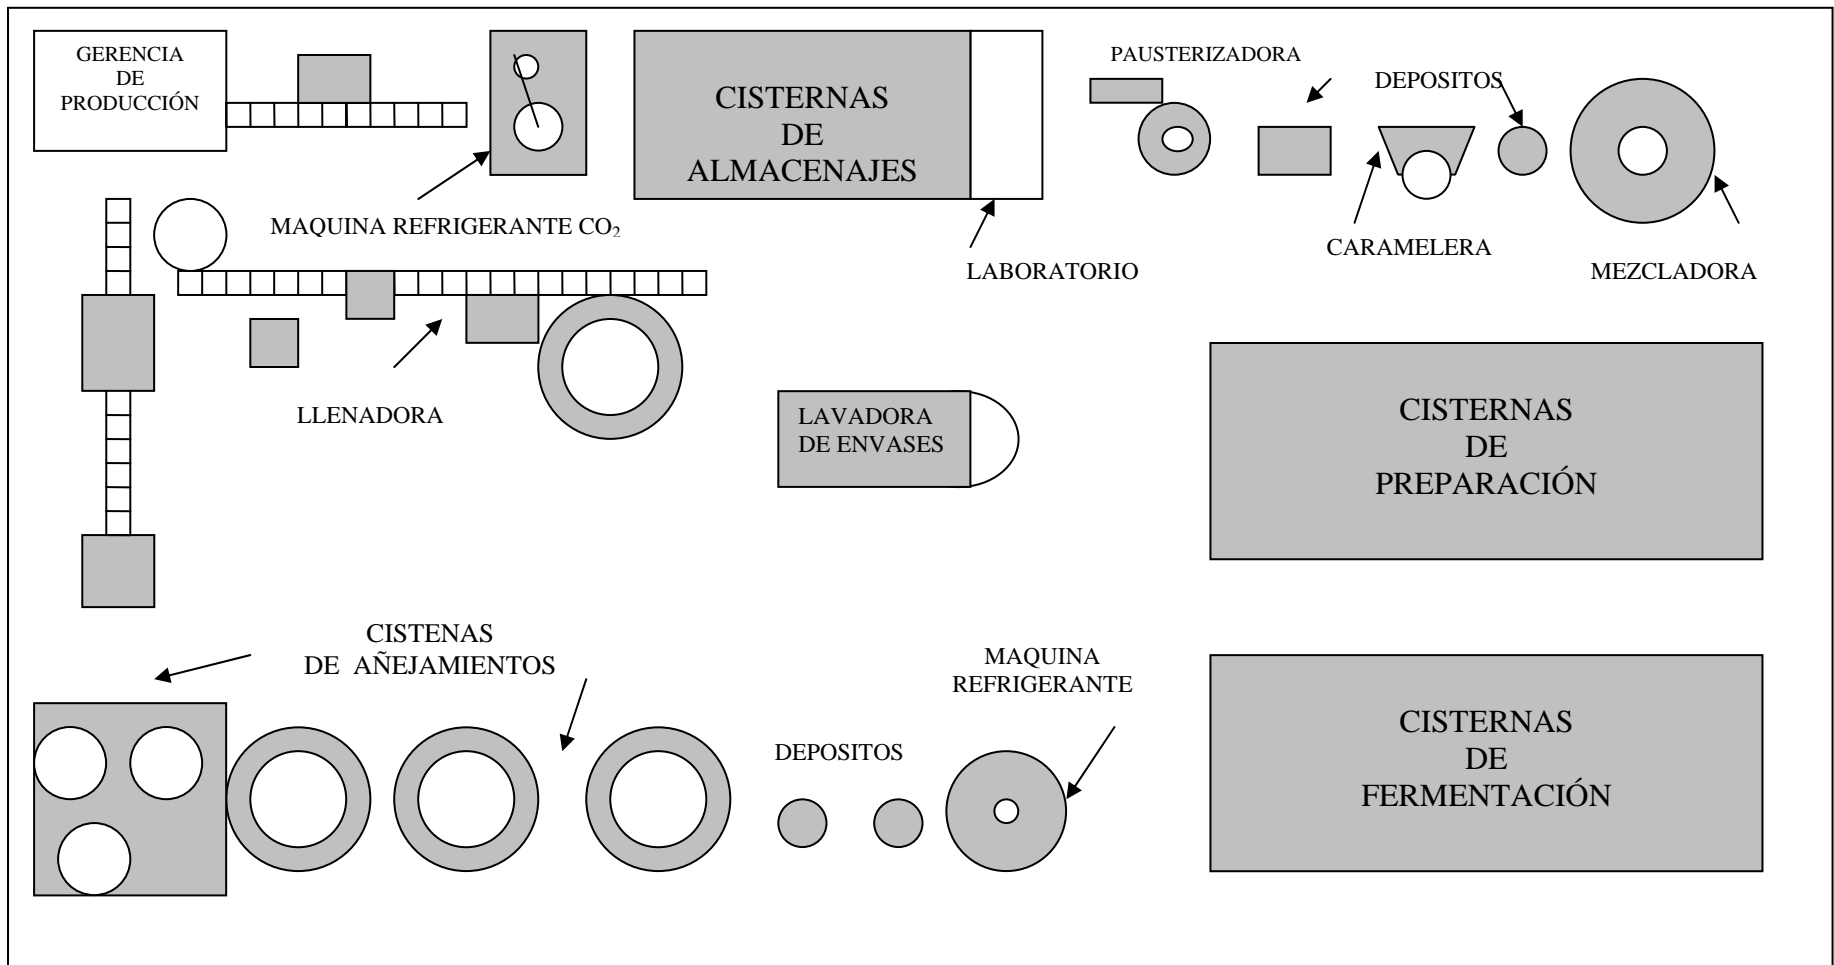 GERENCIA
DE
PRODUCCIÓN
MAQUINA REFRIGERANTE CO₂
CISTERNAS
DE
ALMACENAJES
LABORATORIO
PAUSTERIZADORA
DEPOSITOS
CARAMELERA
MEZCLADORA
LLENADORA
LAVADORA
DE ENVASES
CISTERNAS
DE
PREPARACIÓN
CISTENAS
DE AÑEJAMIENTOS
DEPOSITOS
MAQUINA
REFRIGERANTE
CISTERNAS
DE
FERMENTACIÓN